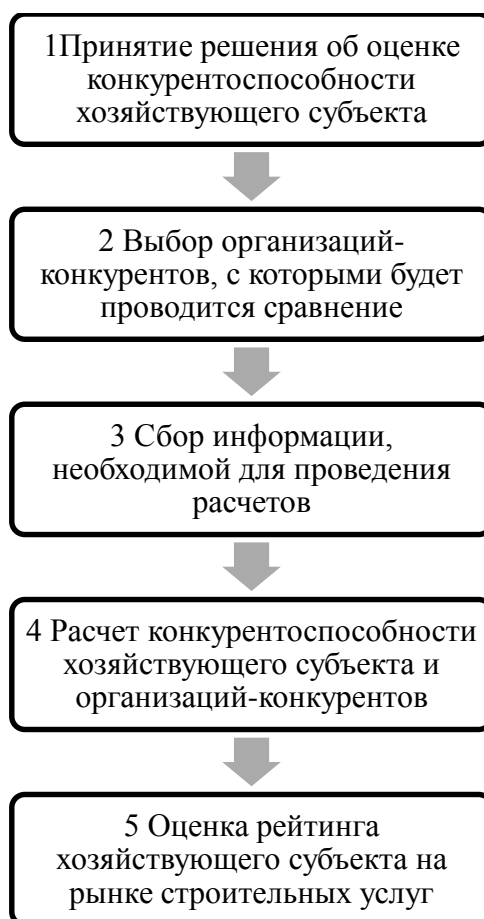 1Принятие решения об оценке
конкурентоспособности
хозяйствующего субъекта
2 Выбор организаций-
конкурентов, с которыми будет
проводится сравнение
3 Сбор информации,
необходимой для проведения
расчетов
4 Расчет конкурентоспособности
хозяйствующего субъекта и
организаций-конкурентов
5 Оценка рейтинга
хозяйствующего субъекта на
рынке строительных услуг